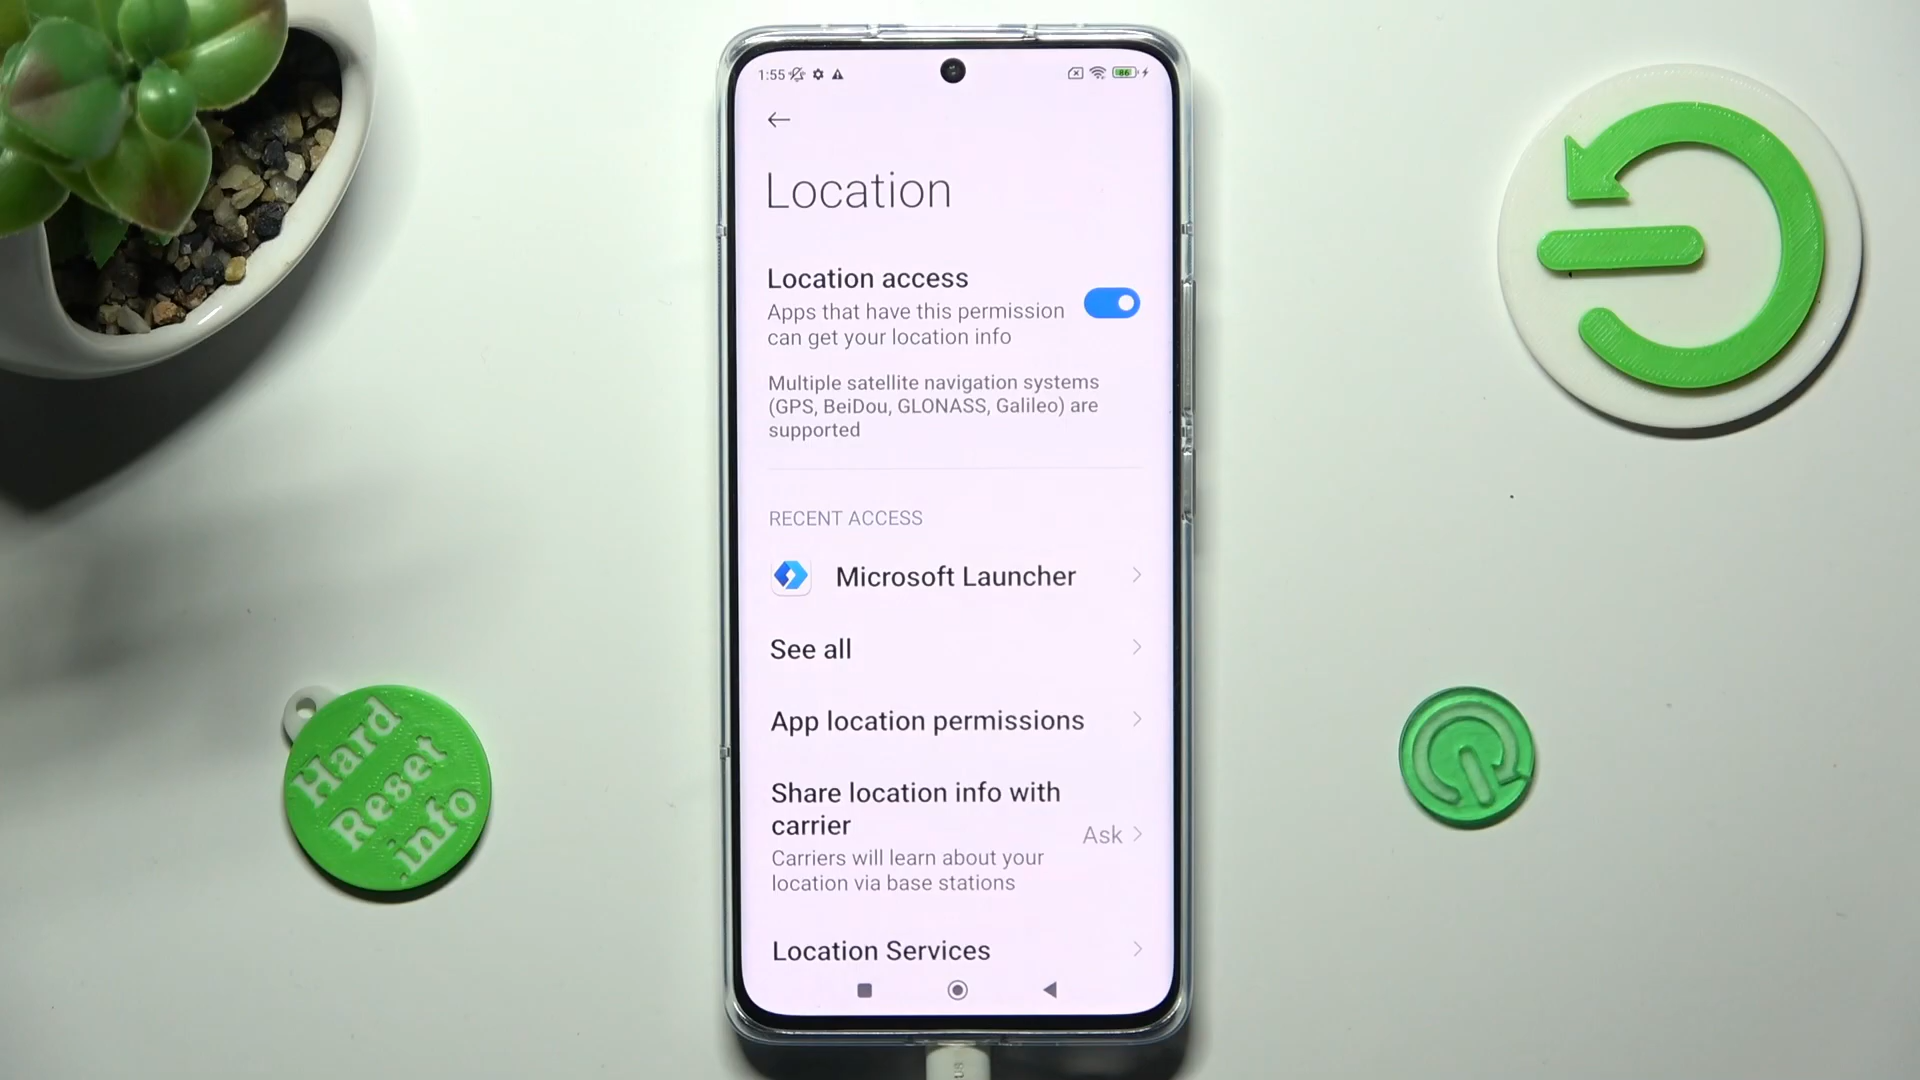 1:55
86
Location
Location access
Apps that have this permission
can get your location info
Multiple satellite navigation systems
(GPS, BeiDou, GLONASS, Galileo) are
supported
RECENT ACCESS
Microsoft Launcher
See all
App location permissions
Share location info with
carrier
Ask
Carriers will learn about your
location via base stations
Location Services
Hard
Reset
.info